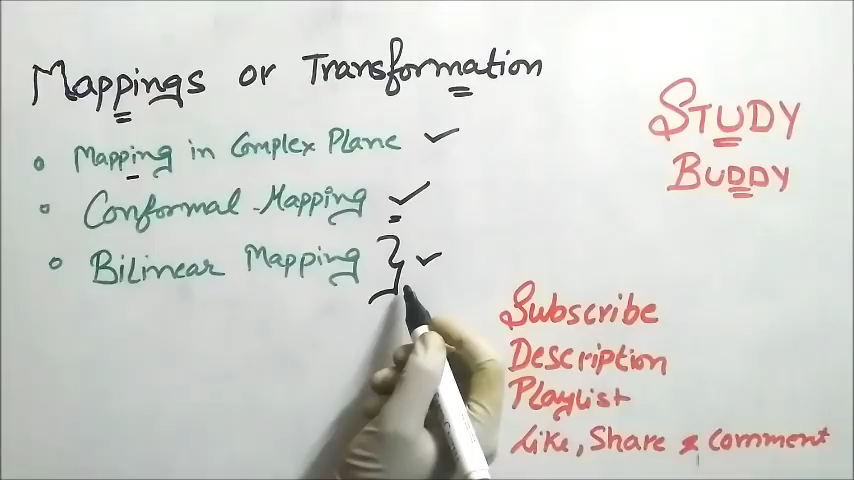 Mappings or Transformation
Mapping in Complex Plane
Conformal Mapping
Bilinear Mapping
STUDY
BUDDY
Subscribe
Description
Playlist
Like, Share & Comment